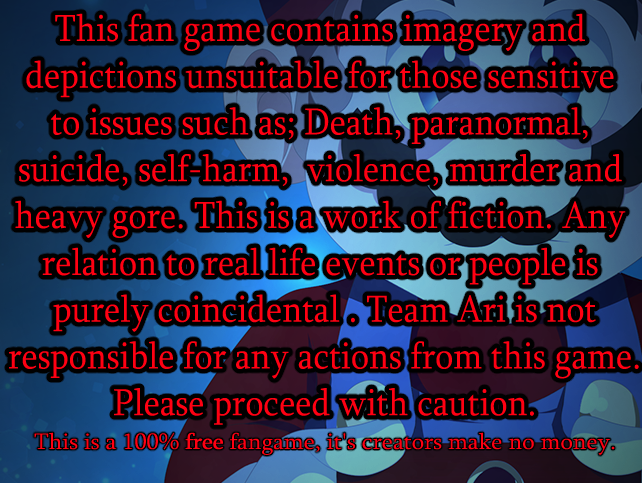 This fan game contains imagery and
depictions unsuitable for those sensitive
to issues such as; Death, paranormal,
suicide, self-harm,  violence, murder and
heavy gore. This is a work of fiction. Any
relation to real life events or people is
purely coincidental . Team Ari is not
responsible for any actions from this game.
Please proceed with caution.
This is a 100% free fangame, it's creators make no money.